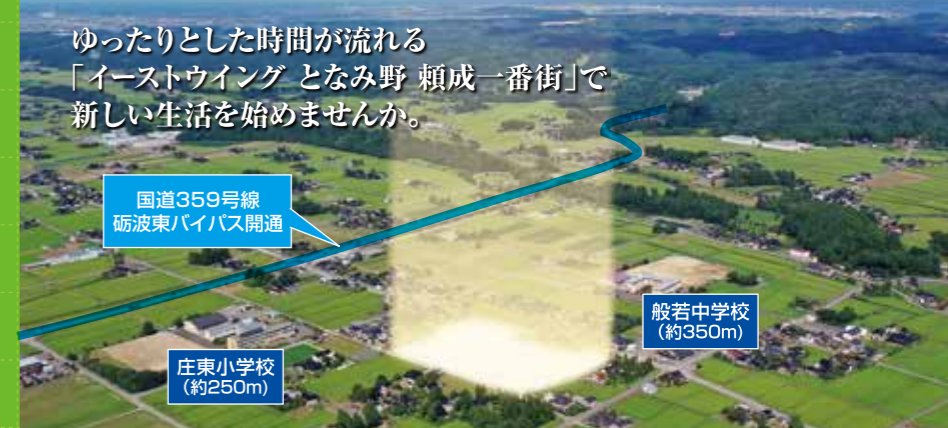 ゆったりとした時間が流れる
「イーストウイング となみ野 頼成一番街」で
新しい生活を始めませんか。
国道359号線
砺波東バイパス開通
般若中学校
（約350m）
庄東小学校
（約250m）